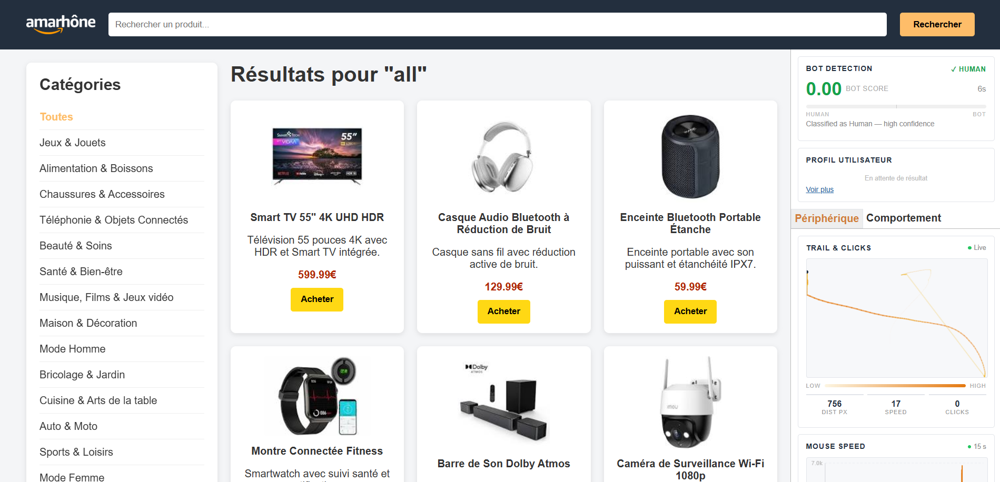 amarhône
Rechercher un produit...
Rechercher
Catégories
Toutes
Jeux & Jouets
Alimentation & Boissons
Chaussures & Accessoires
Téléphonie & Objets Connectés
Beauté & Soins
Santé & Bien-être
Musique, Films & Jeux vidéo
Maison & Décoration
Mode Homme
Bricolage & Jardin
Cuisine & Arts de la table
Auto & Moto
Sports & Loisirs
Mode Femme
Résultats pour "all"
SMART TECH
VIDAA
55"
NETFLIX
Smart TV 55" 4K UHD HDR
Télévision 55 pouces 4K avec
HDR et Smart TV intégrée.
599.99€
Acheter
Casque Audio Bluetooth à
Réduction de Bruit
Casque sans fil avec réduction
active de bruit.
129.99€
Acheter
Enceinte Bluetooth Portable
Étanche
Enceinte portable avec son
puissant et étanchéité IPX7.
59.99€
Acheter
Montre Connectée Fitness
Smartwatch avec suivi santé et
Dolby
ATMOS
Barre de Son Dolby Atmos
imou
Caméra de Surveillance Wi-Fi
1080p
BOT DETECTION
✓ HUMAN
0.00 BOT SCORE
6s
HUMAN
BOT
Classified as Human — high confidence
PROFIL UTILISATEUR
En attente de résultat
Voir plus
Périphérique
Comportement
TRAIL & CLICKS
Live
LOW
HIGH
756
DIST PX
17
SPEED
0
CLICKS
MOUSE SPEED
15 s
7.0k